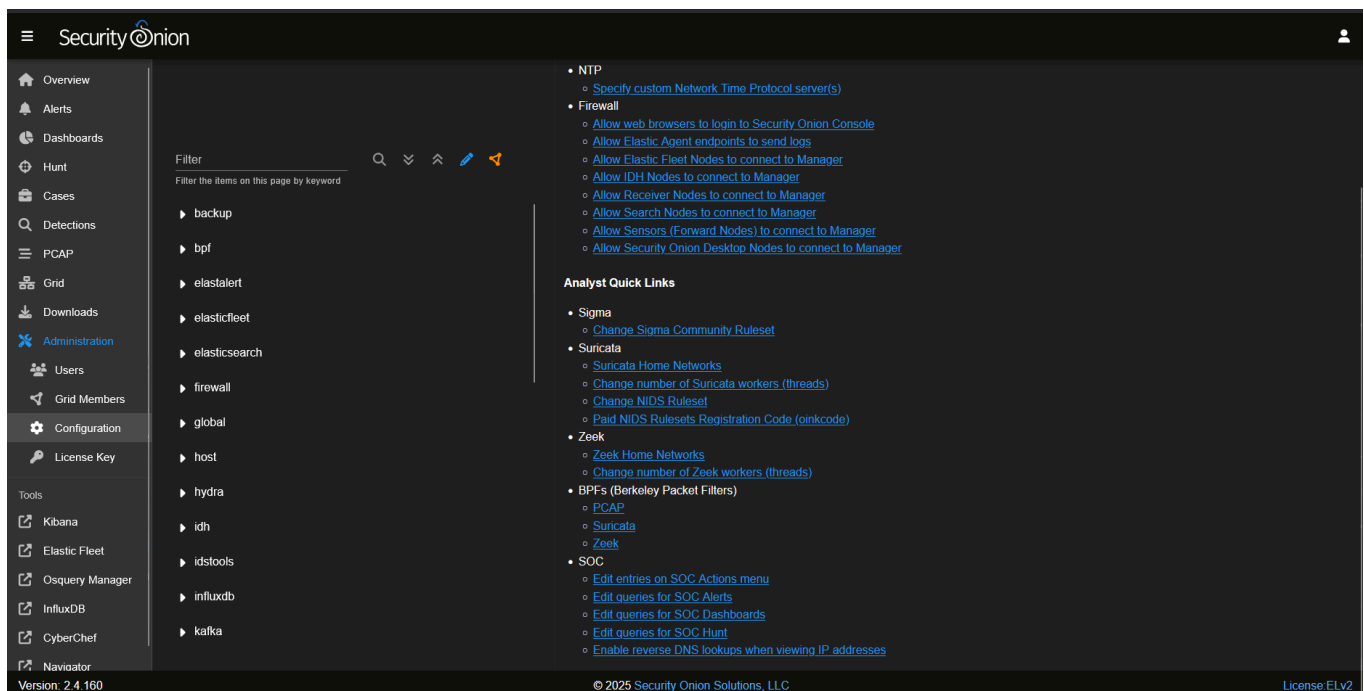 Security Onion
Overview
Alerts
Dashboards
Hunt
Cases
Detections
PCAP
Grid
Downloads
Administration
Users
Grid Members
Configuration
License Key
Tools
Kibana
Elastic Fleet
Osquery Manager
InfluxDB
CyberChef
Navigator
Filter
Filter the items on this page by keyword
backup
bpf
elastalert
elasticfleet
elasticsearch
firewall
global
host
hydra
idh
idstools
influxdb
kafka
NTP
Specify custom Network Time Protocol server(s)
Firewall
Allow web browsers to login to Security Onion Console
Allow Elastic Agent endpoints to send logs
Allow Elastic Fleet Nodes to connect to Manager
Allow IDH Nodes to connect to Manager
Allow Receiver Nodes to connect to Manager
Allow Search Nodes to connect to Manager
Allow Sensors (Forward Nodes) to connect to Manager
Allow Security Onion Desktop Nodes to connect to Manager
Analyst Quick Links
Sigma
Change Sigma Community Ruleset
Suricata
Suricata Home Networks
Change number of Suricata workers (threads)
Change NIDS Ruleset
Paid NIDS Rulesets Registration Code (oinkcode)
Zeek
Zeek Home Networks
Change number of Zeek workers (threads)
BPFs (Berkeley Packet Filters)
PCAP
Suricata
Zeek
SOC
Edit entries on SOC Actions menu
Edit queries for SOC Alerts
Edit queries for SOC Dashboards
Edit queries for SOC Hunt
Enable reverse DNS lookups when viewing IP addresses
Version: 2.4.160
© 2025 Security Onion Solutions, LLC
License:ELv2